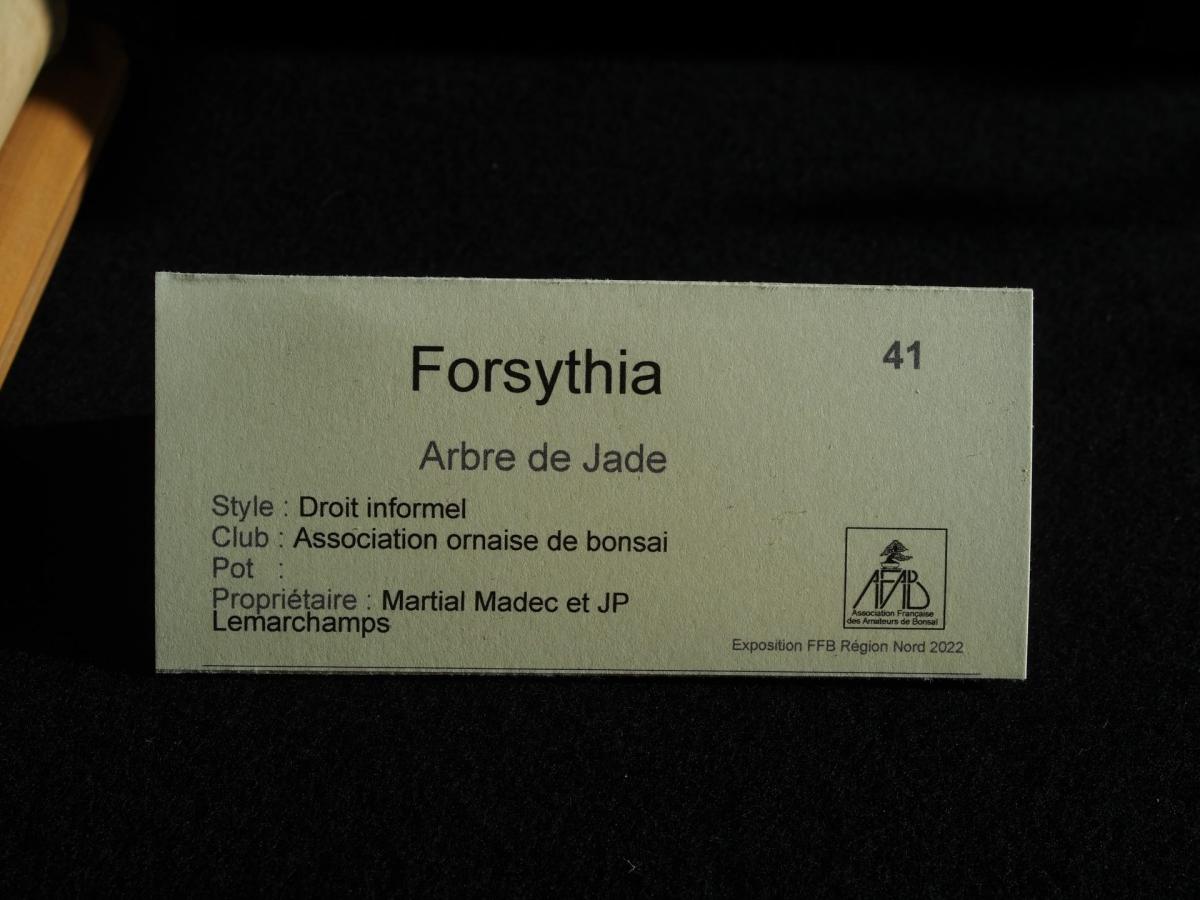 Forsythia
41
Arbre de Jade
Style : Droit informel
Club : Association ornaise de bonsai
Pot :
Propriétaire : Martial Madec et JP
Lemarchamps
AFAB
Association Française
des Amateurs de Bonsaï
Exposition FFB Région Nord 2022